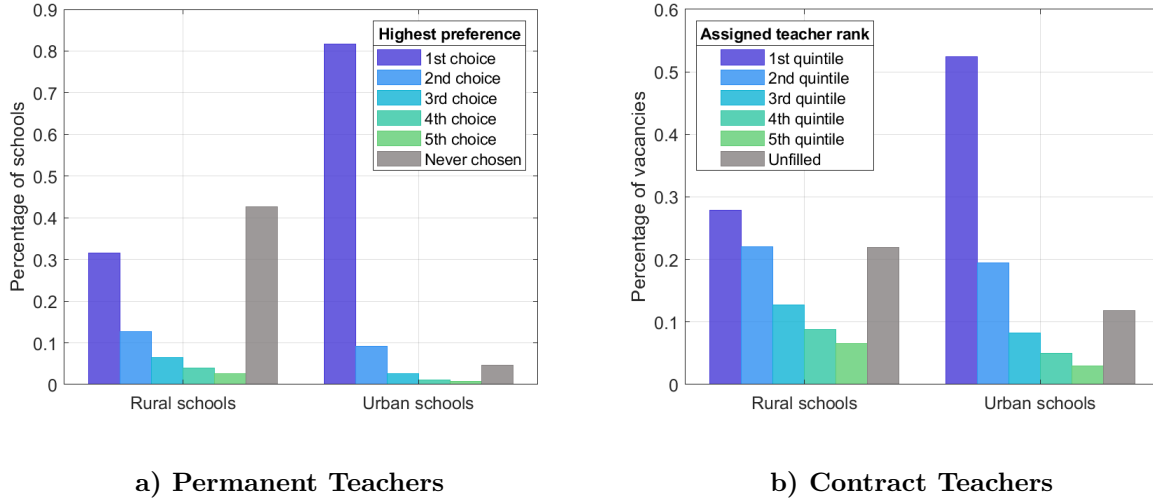 Percentage of schools
0.9
0.8
0.7
0.6
0.5
0.4
0.3
0.2
0.1
0
Highest preference
1st choice
2nd choice
3rd choice
4th choice
5th choice
Never chosen
Rural schools
Urban schools
a) Permanent Teachers
Percentage of vacancies
0.6
0.5
0.4
0.3
0.2
0.1
0
Assigned teacher rank
1st quintile
2nd quintile
3rd quintile
4th quintile
5th quintile
Unfilled
Rural schools
Urban schools
b) Contract Teachers